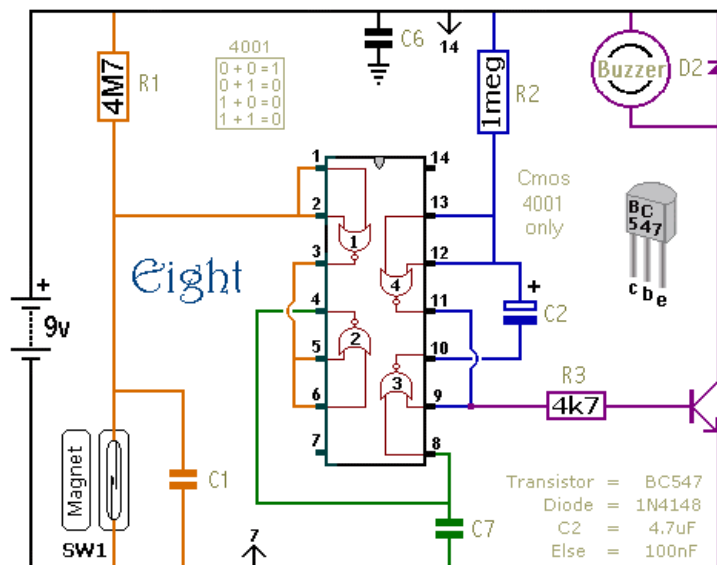 C6
14
4001
0 + 0 = 1
0 + 1 = 0
1 + 0 = 0
1 + 1 = 0
4M7
R1
1meg
R2
Buzzer
D2
1
2
3
4
5
6
7
14
13
12
11
10
9
8
1
2
3
4
Cmos
4001
only
BC
547
c b e
Eight
+
9v
+
C2
R3
4k7
Magnet
SW1
C1
7
C7
Transistor = BC547
Diode = 1N4148
C2 = 4.7uF
Else = 100nF